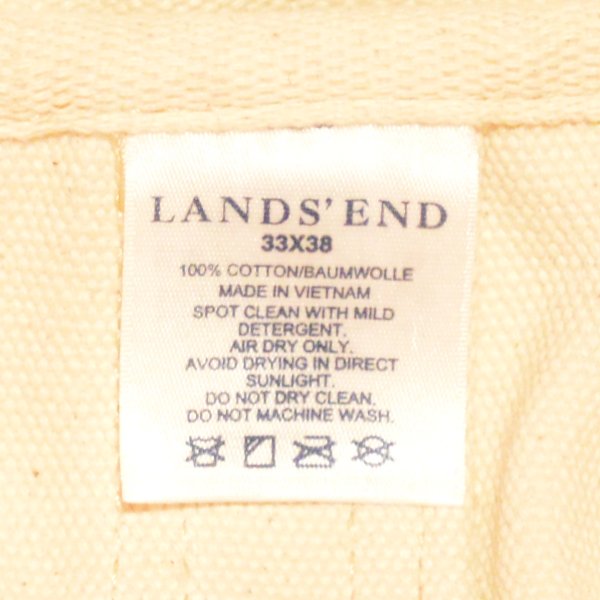 LANDS' END
33X38
100% COTTON/BAUMWOLLE
MADE IN VIETNAM
SPOT CLEAN WITH MILD
DETERGENT.
AIR DRY ONLY.
AVOID DRYING IN DIRECT
SUNLIGHT.
DO NOT DRY CLEAN.
DO NOT MACHINE WASH.